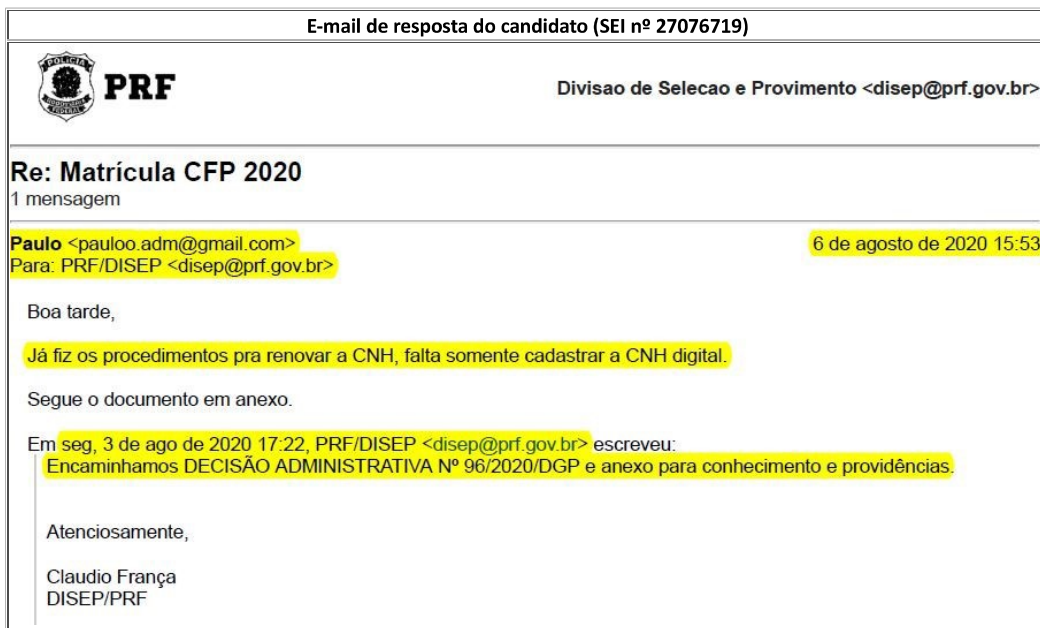 E-mail de resposta do candidato (SEI nº 27076719)
POLÍCIA
FEDERAL
PRF
Divisao de Selecao e Provimento <disep@prf.gov.br>
Re: Matrícula CFP 2020
1 mensagem
Paulo <pauloo.adm@gmail.com> 6 de agosto de 2020 15:53
Para: PRF/DISEP <disep@prf.gov.br>
Boa tarde,
Já fiz os procedimentos pra renovar a CNH, falta somente cadastrar a CNH digital.
Segue o documento em anexo.
Em seg, 3 de ago de 2020 17:22, PRF/DISEP <disep@prf.gov.br> escreveu:
Encaminhamos DECISÃO ADMINISTRATIVA Nº 96/2020/DGP e anexo para conhecimento e providências.
Atenciosamente,
Claudio França
DISEP/PRF